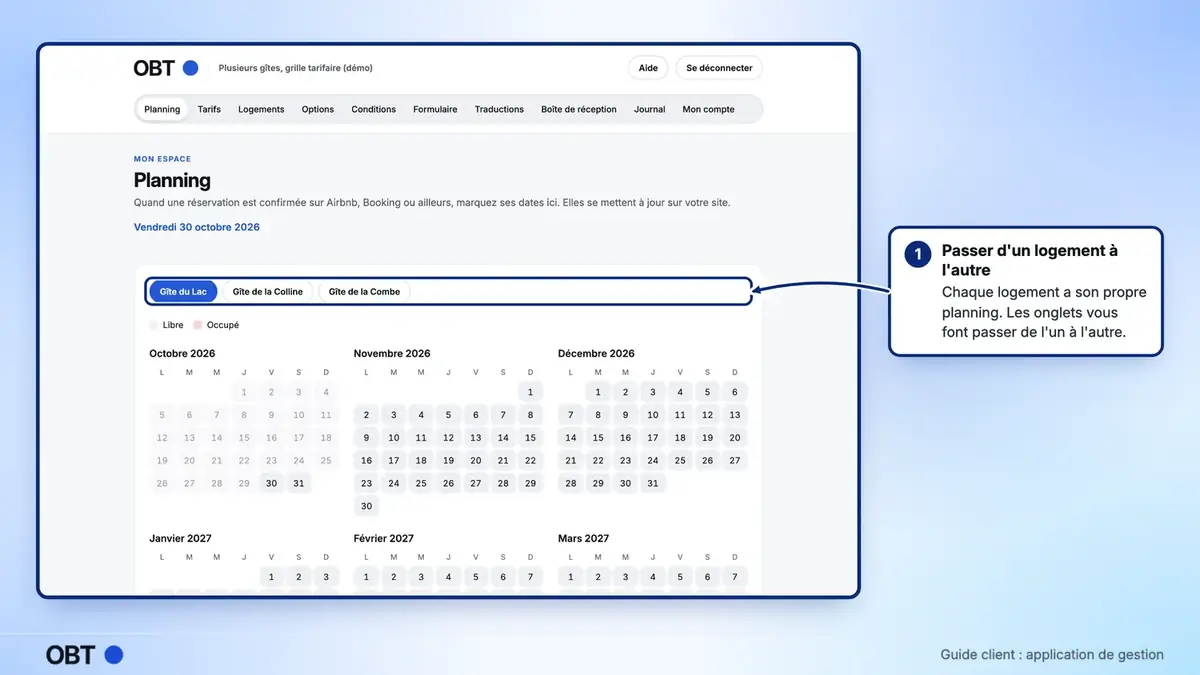 OBT
Plusieurs gîtes, grille tarifaire (démo)
Aide
Se déconnecter
Planning
Tarifs
Logements
Options
Conditions
Formulaire
Traductions
Boîte de réception
Journal
Mon compte
MON ESPACE
Planning
Quand une réservation est confirmée sur Airbnb, Booking ou ailleurs, marquez ses dates ici. Elles se mettent à jour sur votre site.
Vendredi 30 octobre 2026
Gîte du Lac
Gîte de la Colline
Gîte de la Combe
Libre
Occupé
Octobre 2026
L M M J V S D
1 2 3 4
5 6 7 8 9 10 11
12 13 14 15 16 17 18
19 20 21 22 23 24 25
26 27 28 29 30 31
Novembre 2026
L M M J V S D
1
2 3 4 5 6 7 8
9 10 11 12 13 14 15
16 17 18 19 20 21 22
23 24 25 26 27 28 29
30
Décembre 2026
L M M J V S D
1 2 3 4 5 6
7 8 9 10 11 12 13
14 15 16 17 18 19 20
21 22 23 24 25 26 27
28 29 30 31
Janvier 2027
L M M J V S D
1 2 3
Février 2027
L M M J V S D
1 2 3 4 5 6 7
Mars 2027
L M M J V S D
1 2 3 4 5 6 7
1
Passer d'un logement à
l'autre
Chaque logement a son propre
planning. Les onglets vous
font passer de l'un à l'autre.
OBT
Guide client : application de gestion